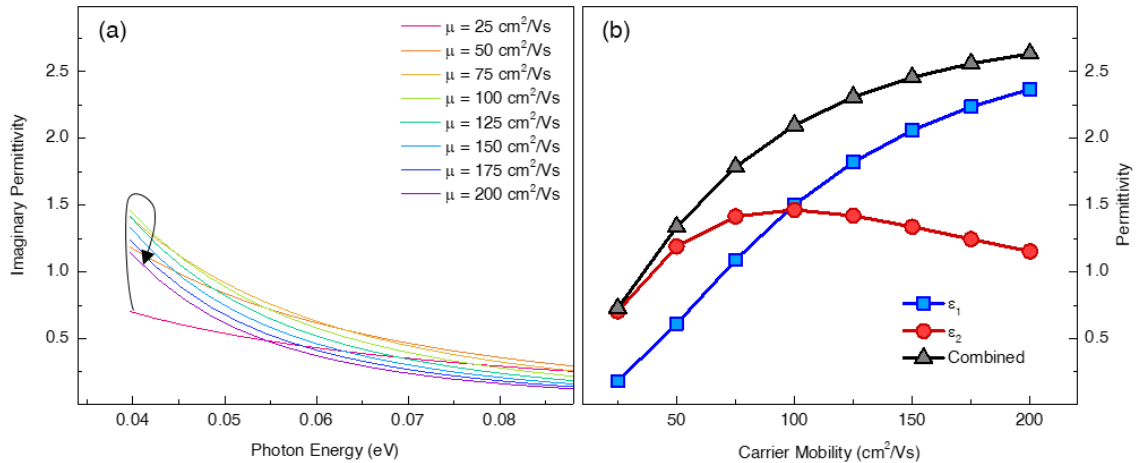 (a)
μ = 25 cm²/Vs
μ = 50 cm²/Vs
μ = 75 cm²/Vs
μ = 100 cm²/Vs
μ = 125 cm²/Vs
μ = 150 cm²/Vs
μ = 175 cm²/Vs
μ = 200 cm²/Vs
Imaginary Permittivity
2.5
2.0
1.5
1.0
0.5
0.04
0.05
0.06
0.07
0.08
Photon Energy (eV)
(b)
ε₁
ε₂
Combined
50
100
150
200
Carrier Mobility (cm²/Vs)
2.5
2.0
1.5
1.0
0.5
Permittivity